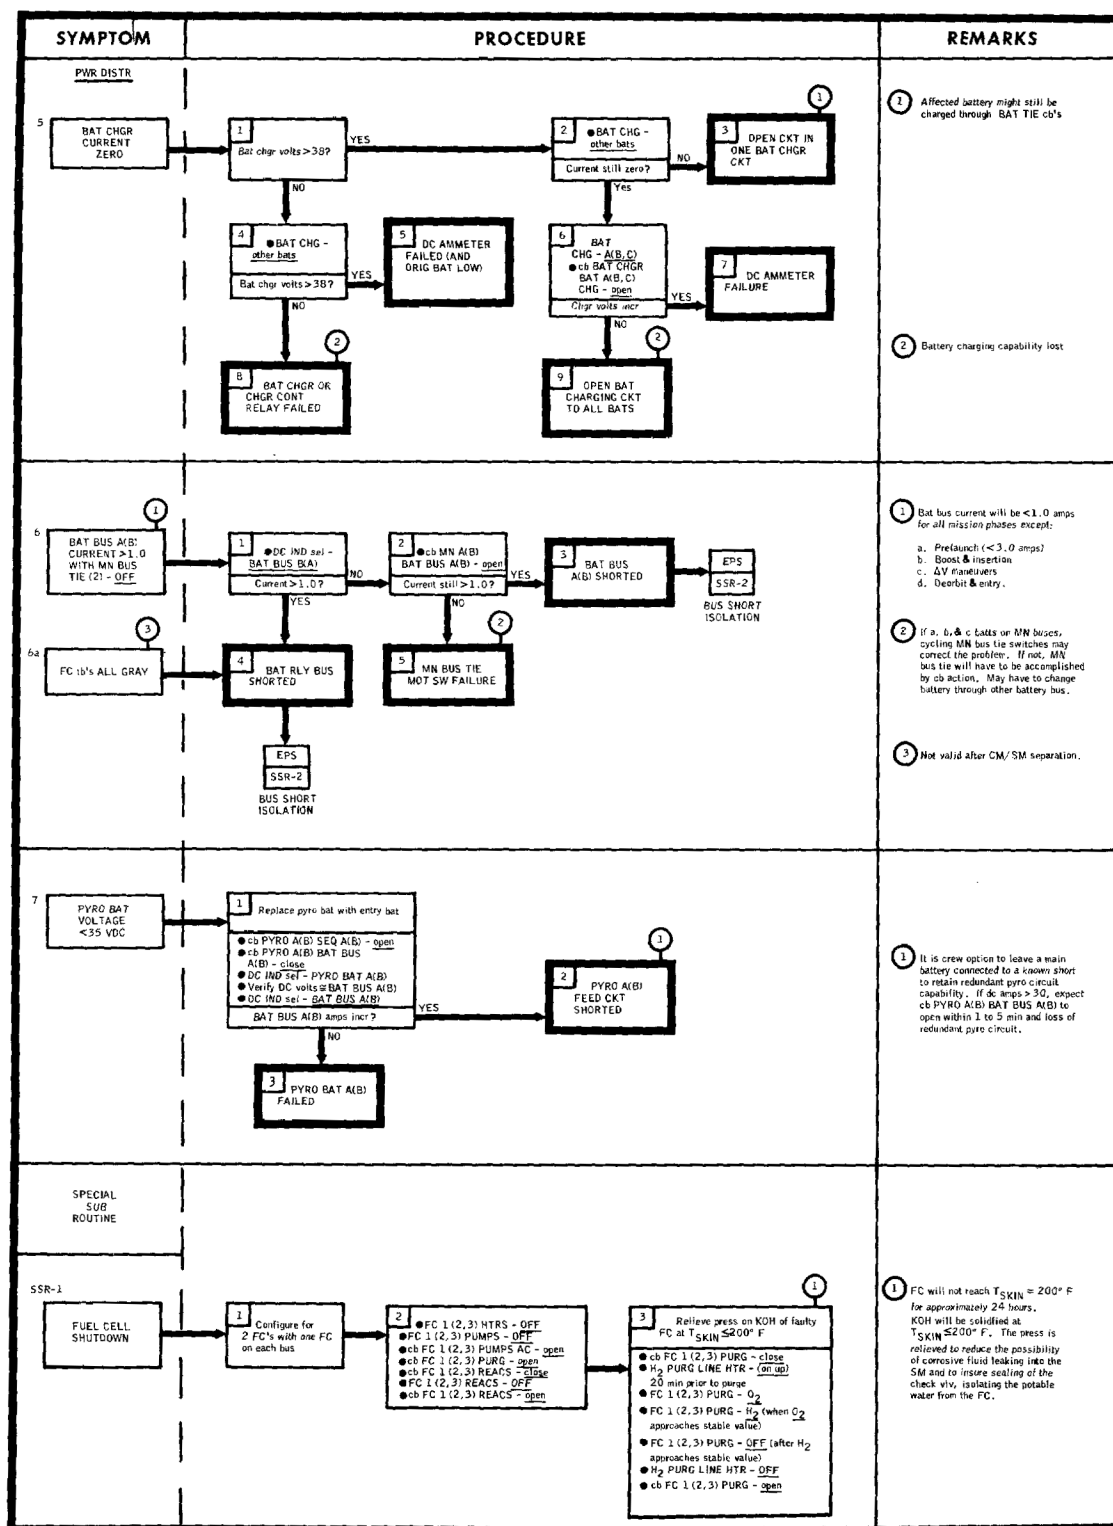 SYMPTOM
PROCEDURE
REMARKS
PWR DISTR
5
BAT CHGR
CURRENT
ZERO
1
Bat chgr volts > 38?
YES
NO
2
● BAT CHG -
other bats
Current still zero?
NO
Yes
1
3
OPEN CKT IN
ONE BAT CHGR
CKT
4
● BAT CHG -
other bats
Bat chgr volts > 38?
YES
NO
5
DC AMMETER
FAILED (AND
ORIG BAT LOW)
6
BAT
CHG - A(B,C)
● cb BAT CHGR
BAT A(B,C)
CHG - open
Chgr volts incr
YES
NO
7
DC AMMETER
FAILURE
2
8
BAT CHGR OR
CHGR CONT
RELAY FAILED
2
9
OPEN BAT
CHARGING CKT
TO ALL BATS
1 Affected battery might still be
charged through BAT TIE cb's
2 Battery charging capability lost
6
1
BAT BUS A(B)
CURRENT > 1.0
WITH MN BUS
TIE (2) - OFF
1
● DC IND sel -
BAT BUS B(A)
Current > 1.0?
NO
YES
2
● cb MN A(B)
BAT BUS A(B) - open
Current still > 1.0?
YES
NO
3
BAT BUS
A(B) SHORTED
EPS
SSR-2
BUS SHORT
ISOLATION
6a
3
FC tb's ALL GRAY
4
BAT RLY BUS
SHORTED
2
5
MN BUS TIE
MOT SW FAILURE
EPS
SSR-2
BUS SHORT
ISOLATION
1 Bat bus current will be < 1.0 amps
for all mission phases except:
a. Prelaunch (< 3.0 amps)
b. Boost & insertion
c. ΔV maneuvers
d. Deorbit & entry.
2 If a, b, & c batts on MN buses,
cycling MN bus tie switches may
correct the problem. If not, MN
bus tie will have to be accomplished
by cb action. May have to change
battery through other battery bus.
3 Not valid after CM/SM separation.
7
PYRO BAT
VOLTAGE
<35 VDC
1
Replace pyro bat with entry bat
● cb PYRO A(B) SEQ A(B) - open
● cb PYRO A(B) BAT BUS
A(B) - close
● DC IND sel - PYRO BAT A(B)
● Verify DC volts ≅ BAT BUS A(B)
● DC IND sel - BAT BUS A(B)
BAT BUS A(B) amps incr?
YES
NO
1
2
PYRO A(B)
FEED CKT
SHORTED
3
PYRO BAT A(B)
FAILED
1 It is crew option to leave a main
battery connected to a known short
to retain redundant pyro circuit
capability. If dc amps > 30, expect
cb PYRO A(B) BAT BUS A(B) to
open within 1 to 5 min and loss of
redundant pyro circuit.
SPECIAL
SUB
ROUTINE
SSR-1
FUEL CELL
SHUTDOWN
1
Configure for
2 FC's with one FC
on each bus
2
● FC 1 (2,3) HTRS - OFF
● FC 1 (2,3) PUMPS - OFF
● cb FC 1 (2,3) PUMPS AC - open
● cb FC 1 (2,3) PURG - open
● cb FC 1 (2,3) REACS - close
● FC 1 (2,3) REACS - OFF
● cb FC 1 (2,3) REACS - open
1
3
Relieve press on KOH of faulty
FC at TSKIN ≤200° F
● cb FC 1 (2,3) PURG - close
● H2 PURG LINE HTR - (on up)
20 min prior to purge
● FC 1 (2,3) PURG - O2
● FC 1 (2,3) PURG - H2 (when O2
approaches stable value)
● FC 1 (2,3) PURG - OFF (after H2
approaches stable value)
● H2 PURG LINE HTR - OFF
● cb FC 1 (2,3) PURG - open
1 FC will not reach TSKIN = 200° F
for approximately 24 hours.
KOH will be solidfied at
TSKIN ≤200° F. The press is
relieved to reduce the possibility
of corrosive fluid leaking into the
SM and to insure sealing of the
check vlv, isolating the potable
water from the FC.